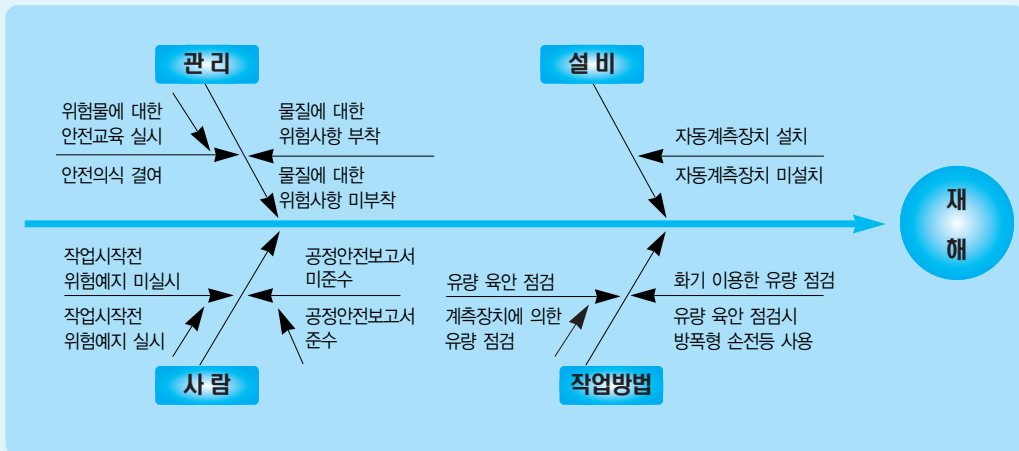 관 리
위험물에 대한
안전교육 실시
안전의식 결여
물질에 대한
위험사항 부착
물질에 대한
위험사항 미부착
설 비
자동계측장치 설치
자동계측장치 미설치
재
해
작업시작전
위험예지 미실시
작업시작전
위험예지 실시
공정안전보고서
미준수
공정안전보고서
준수
사 람
유량 육안 점검
계측장치에 의한
유량 점검
화기 이용한 유량 점검
유량 육안 점검시
방폭형 손전등 사용
작업방법